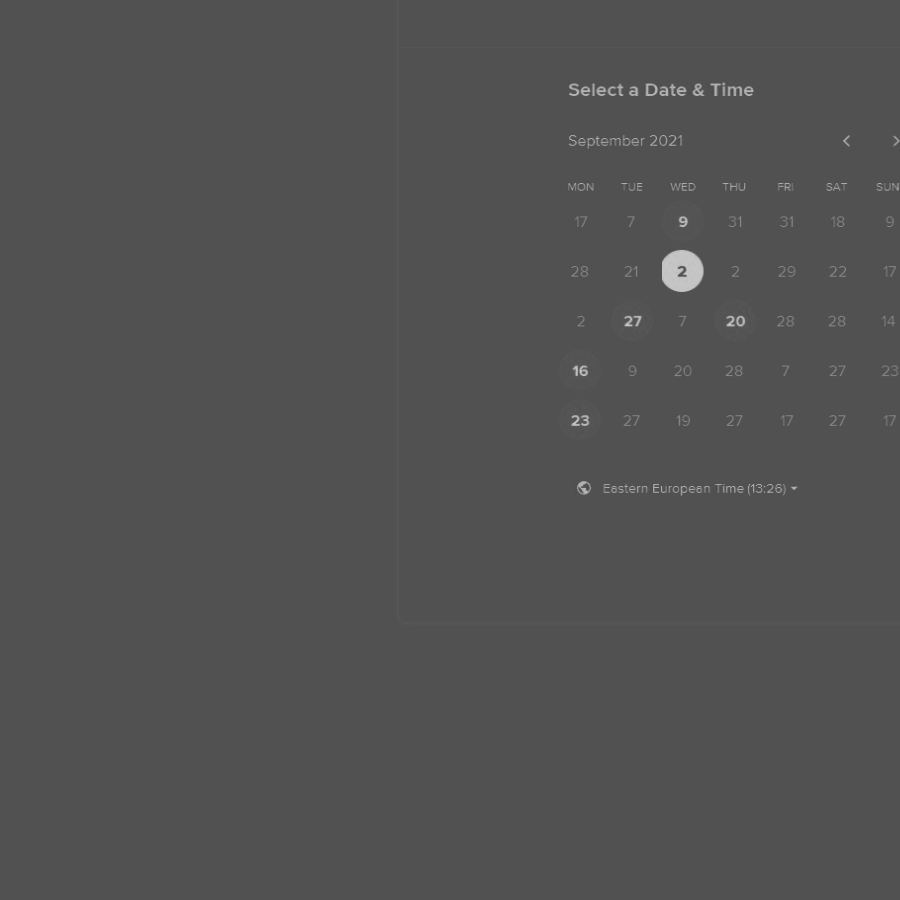 Select a Date & Time
September 2021
MON TUE WED THU FRI SAT SUN
17 7 9 31 31 18 9
28 21 2 2 29 22 17
2 27 7 20 28 28 14
16 9 20 28 7 27 23
23 27 19 27 17 27 17
Eastern European Time (13:26)